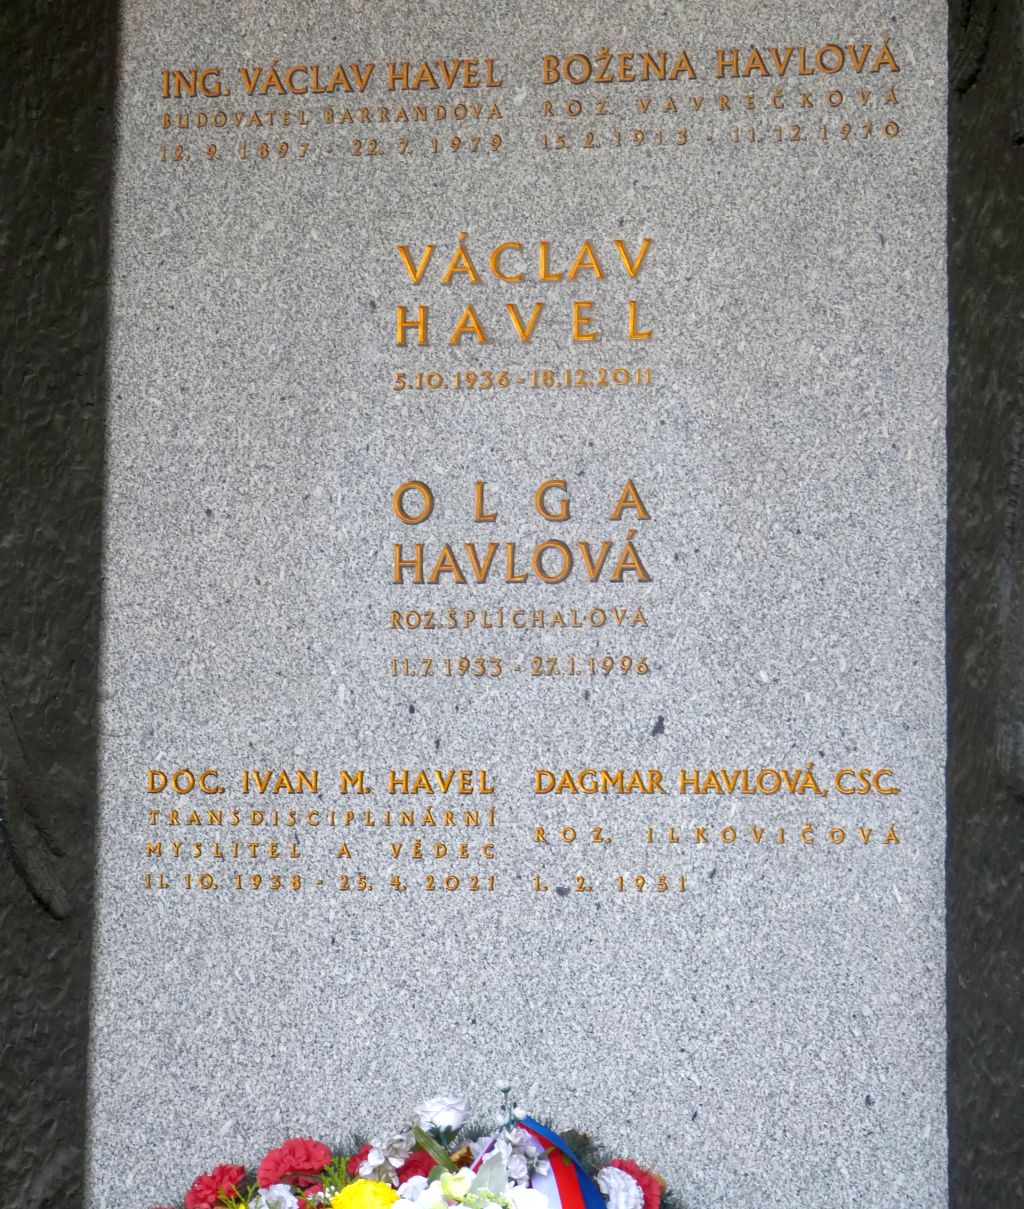 ING. VÁCLAV HAVEL
BUDOVATEL BARRANDOVA
12. 9. 1897 - 22. 7. 1979
BOŽENA HAVLOVÁ
ROZ. VAVREČKOVÁ
15. 2. 1913 - 11. 12. 1970
VÁCLAV
HAVEL
5.10.1936-18.12.2011
OLGA
HAVLOVÁ
ROZ. ŠPLÍCHALOVÁ
11.7.1933 - 27.1.1996
DOC. IVAN M. HAVEL
TRANSDISCIPLINÁRNÍ
MYSLITEL A VĚDEC
11. 10. 1938 - 25. 4. 2021
DAGMAR HAVLOVÁ, CSC.
ROZ. ILKOVIČOVÁ
1. 2. 1951